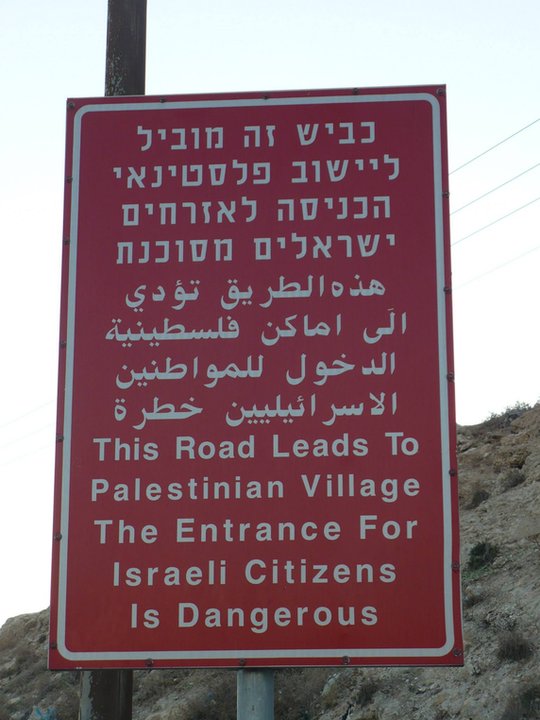 כביש זה מוביל
ליישוב פלסטינאי
הכניסה לאזרחים
ישראלים מסוכנת
هذه الطريق تؤدي
الَى اماكن فلسطينية
الدخول للمواطنين
الاسرائيليين خطرة
This Road Leads To
Palestinian Village
The Entrance For
Israeli Citizens
Is Dangerous